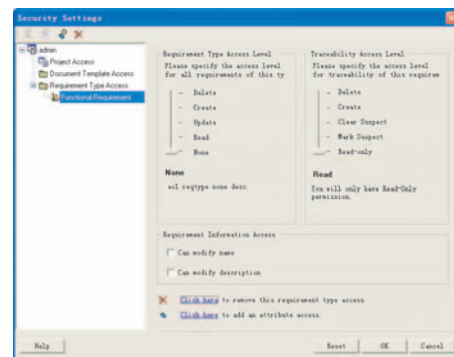 Security Settings
admin
Project Access
Document Template Access
Requirement Type Access
Functional Requirement
Requirement Type Access Level
Please specify the access level
for all requirements of this ty
- Delete
- Create
- Update
- Read
- None
None
acl reqtype none desc.
Traceability Access Level
Please specify the access level
for traceability of this requirem
- Delete
- Create
- Clear Suspect
- Mark Suspect
- Read-only
Read
You will only have Read-Only
permission.
Requirement Information Access
Can modify name
Can modify description
Click here to remove this requirement type access.
Click here to add an attribute access.
Help
Reset
OK
Cancel